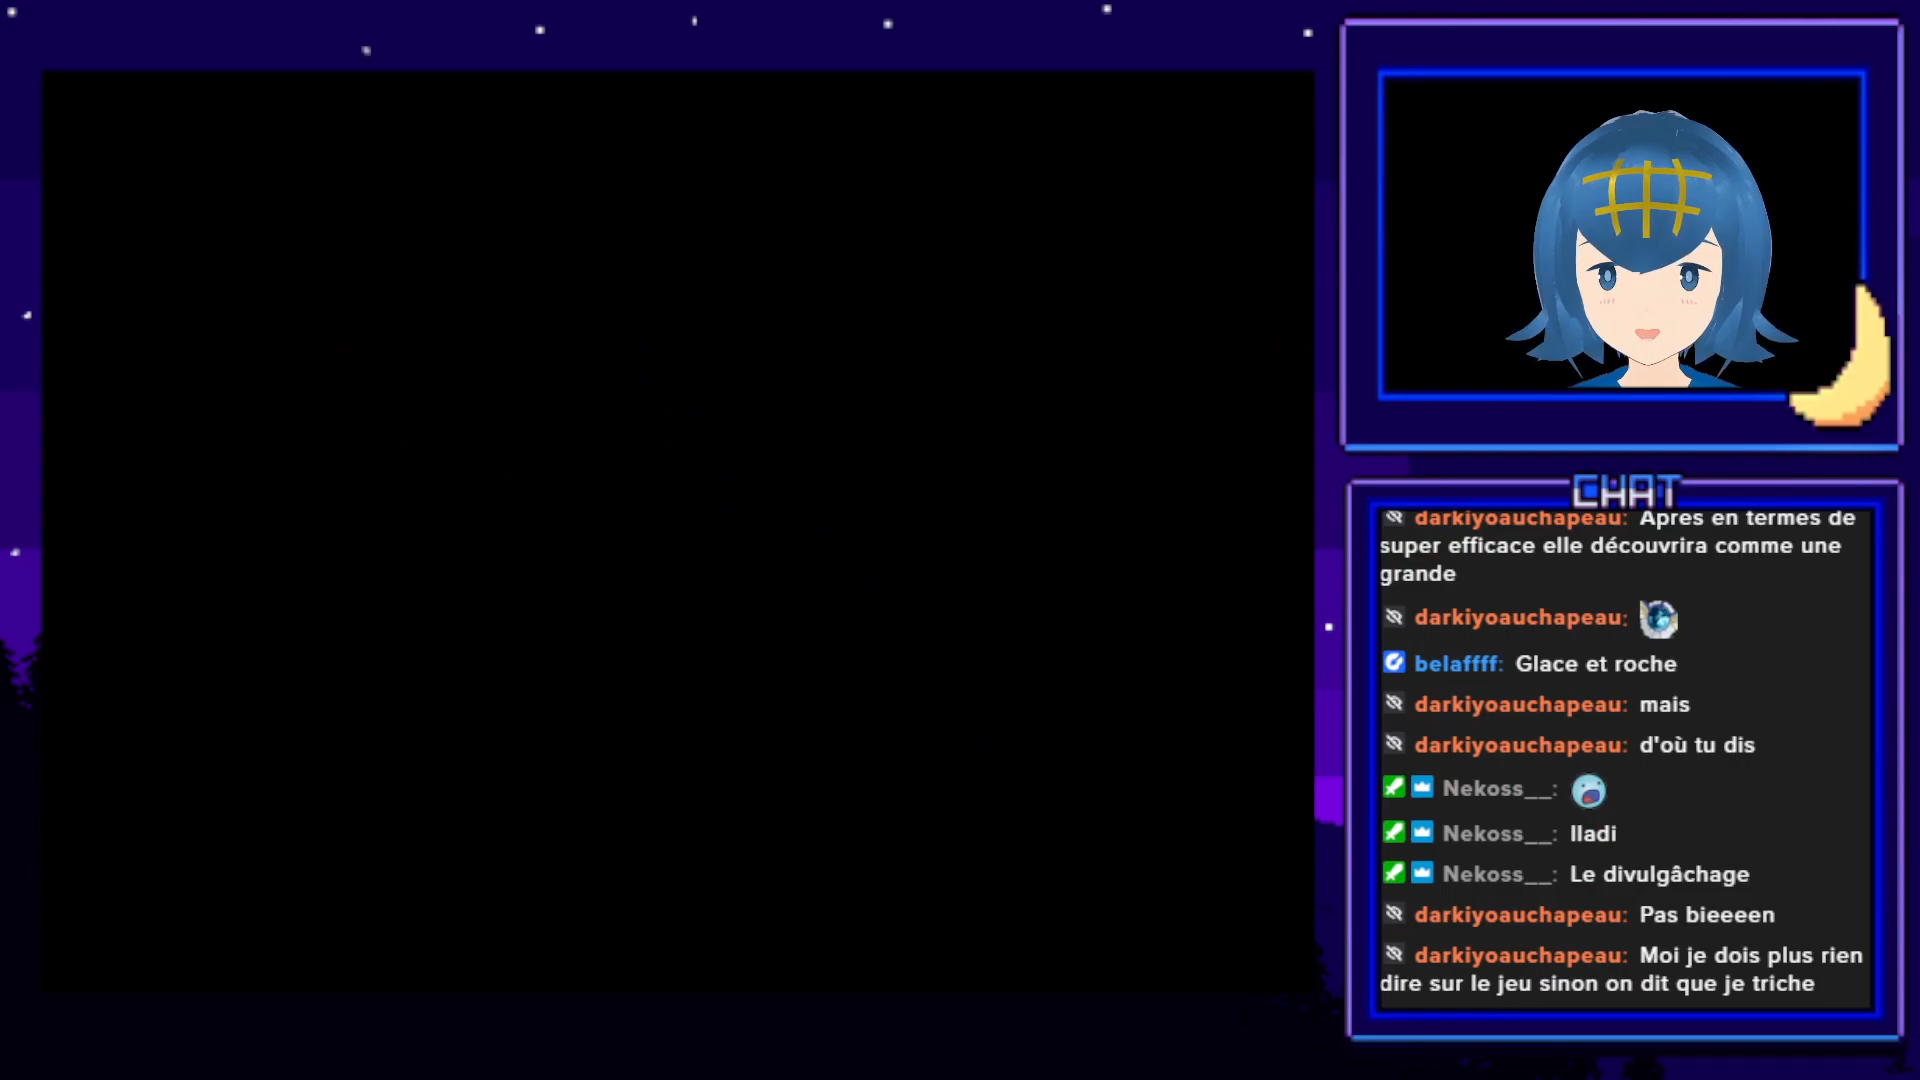 CHAT
darkiyoauchapeau: Apres en termes de
super efficace elle découvrira comme une
grande
darkiyoauchapeau:
belaffff: Glace et roche
darkiyoauchapeau: mais
darkiyoauchapeau: d'où tu dis
Nekoss__:
Nekoss__: lladi
Nekoss__: Le divulgâchage
darkiyoauchapeau: Pas bieeeen
darkiyoauchapeau: Moi je dois plus rien
dire sur le jeu sinon on dit que je triche